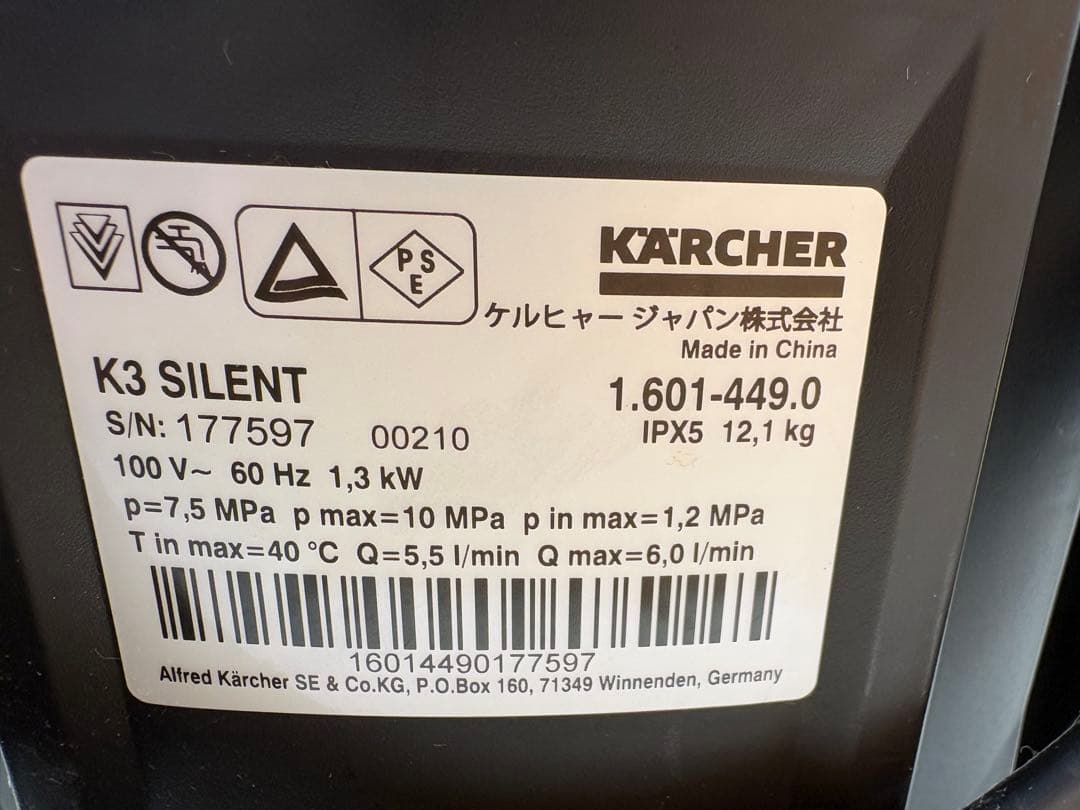 PSE
KÄRCHER
ケルヒャー ジャパン株式会社
Made in China
K3 SILENT
1.601-449.0
S/N: 177597 00210
IPX5 12,1 kg
100 V~ 60 Hz 1,3 kW
p=7,5 MPa p max=10 MPa p in max=1,2 MPa
T in max=40 °C Q=5,5 l/min Q max=6,0 l/min
16014490177597
Alfred Kärcher SE & Co.KG, P.O.Box 160, 71349 Winnenden, Germany